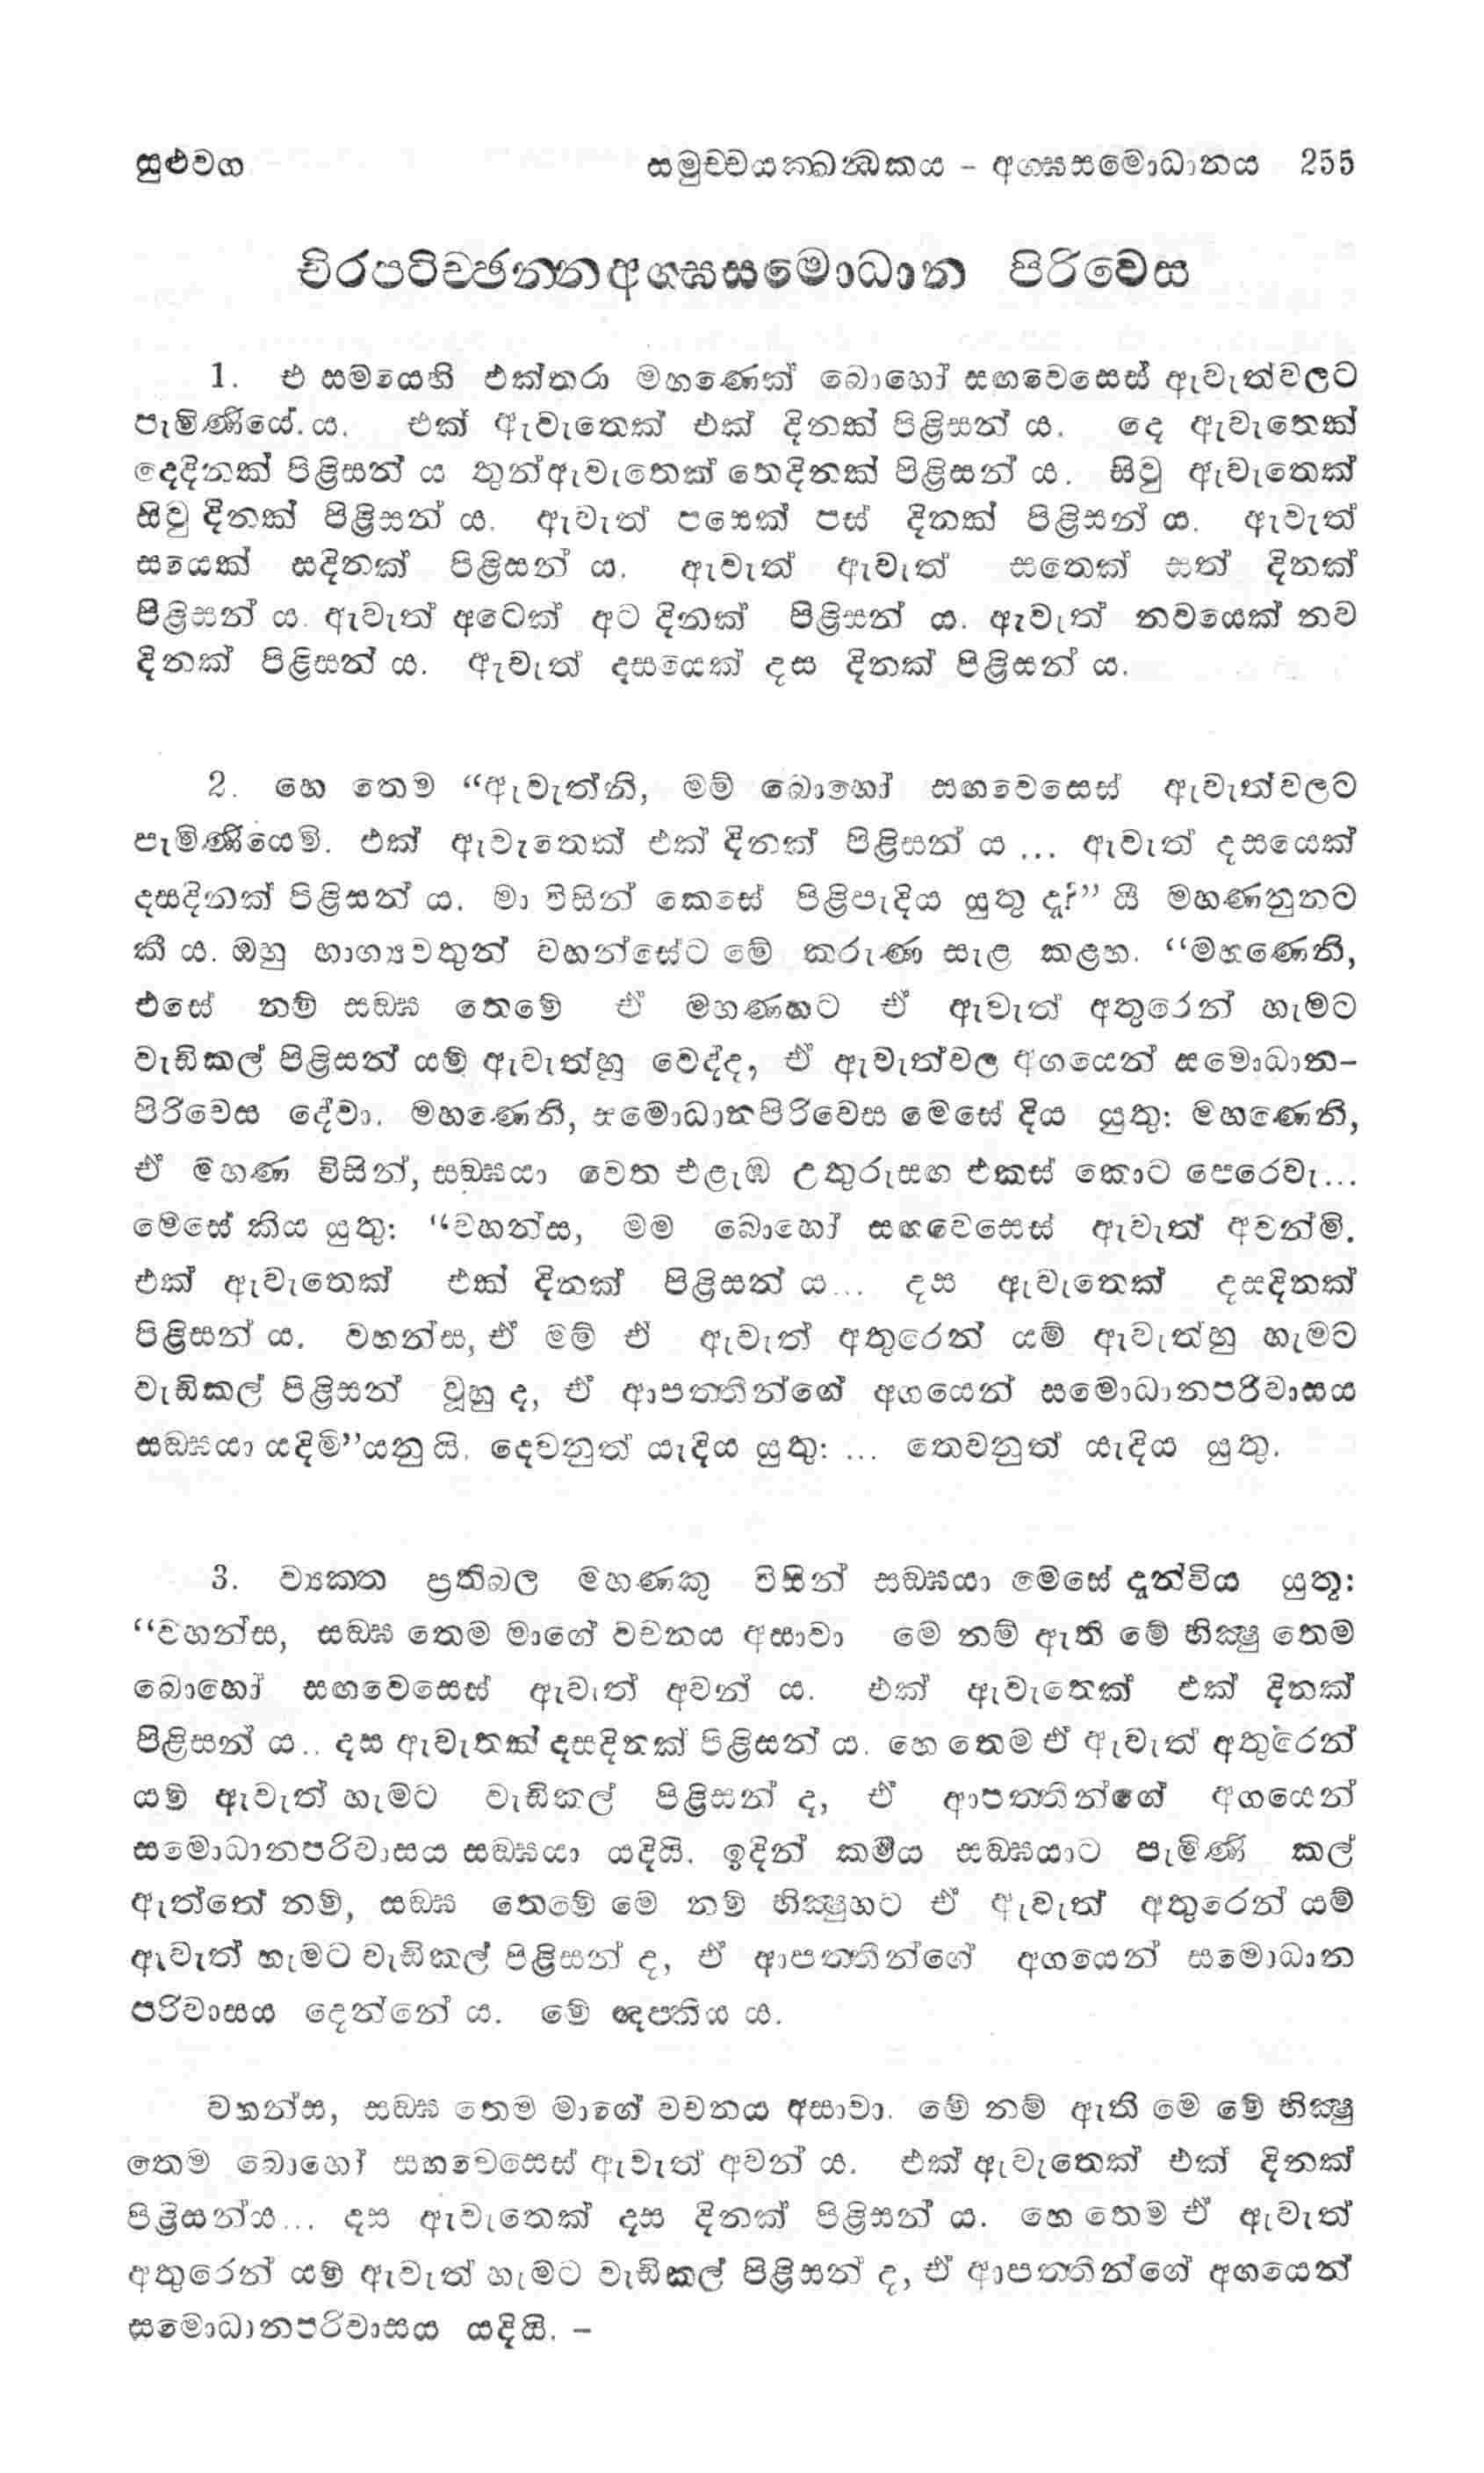 සුළුවග සමුච්චයක්ඛන්ධකය – අග්ඝසමොධානය 255
චිරපටිච්ඡන්නඅග්ඝසමොධාන පිරිවෙස
1. එ සමයෙහි එක්තරා මහණෙක් බොහෝ සඟවෙසෙස් ඇවැත්වලට
පැමිණියේ.ය. එක් ඇවැතෙක් එක් දිනක් පිළිසන් ය. දෙ ඇවැතෙක්
දෙදිනක් පිළිසන් ය තුන්ඇවැතෙක් තෙදිනක් පිළිසන් ය. සිවු ඇවැතෙක්
සිවු දිනක් පිළිසන් ය. ඇවැත් පසෙක් පස් දිනක් පිළිසන් ය. ඇවැත්
සයෙක් සදිනක් පිළිසන් ය. ඇවැත් ඇවැත් සතෙක් සත් දිනක්
පිළිසන් ය. ඇවැත් අටෙක් අට දිනක් පිළිසන් ය. ඇවැත් නවයෙක් නව
දිනක් පිළිසන් ය. ඇවැත් දසයෙක් දස දිනක් පිළිසන් ය.
2. හෙ තෙම “ඇවැත්නි, මම් බොහෝ සඟවෙසෙස් ඇවැත්වලට
පැමිණියෙමි. එක් ඇවැතෙක් එක් දිනක් පිළිසන් ය ... ඇවැත් දසයෙක්
දසදිනක් පිළිසන් ය. මා විසින් කෙසේ පිළිපැදිය යුතු දැ?” යි මහණනුනට
කී ය. ඔහු භාග්‍යවතුන් වහන්සේට මේ කරුණ සැළ කළහ. “මහණෙනි,
එසේ නම් සඞ්ඝ තෙමේ ඒ මහණහට ඒ ඇවැත් අතුරෙන් හැමට
වැඩිකල් පිළිසන් යම් ඇවැත්හු වෙද්ද, ඒ ඇවැත්වල අගයෙන් සමොධාන–
පිරිවෙස දේවා. මහණෙනි, සමොධානපිරිවෙස මෙසේ දිය යුතු: මහණෙනි,
ඒ මහණ විසින්, සඞ්ඝයා වෙත එළැඹ උතුරුසඟ එකස් කොට පෙරෙවැ...
මෙසේ කිය යුතු: “වහන්ස, මම බොහෝ සඟවෙසෙස් ඇවැත් අවන්මි.
එක් ඇවැතෙක් එක් දිනක් පිළිසන් ය... දස ඇවැතෙක් දසදිනක්
පිළිසන් ය. වහන්ස, ඒ මම් ඒ ඇවැත් අතුරෙන් යම් ඇවැත්හු හැමට
වැඩිකල් පිළිසන් වූහු ද, ඒ ආපත්තීන්ගේ අගයෙන් සමොධානපරිවාසය
සඞ්ඝයා යදිමි”යනු යි. දෙවනුත් යැදිය යුතු: ... තෙවනුත් යැදිය යුතු.
3. ව්‍යක්ත ප්‍රතිබල මහණකු විසින් සඞ්ඝයා මෙසේ දැන්විය යුතු:
“වහන්ස, සඞ්ඝ තෙම මාගේ වචනය අසාවා මෙ නම් ඇති මේ භික්‍ෂු තෙම
බොහෝ සඟවෙසෙස් ඇවැත් අවන් ය. එක් ඇවැතෙක් එක් දිනක්
පිළිසන් ය.. දස ඇවැතක් දසදිනක් පිළිසන් ය. හෙ තෙම ඒ ඇවැත් අතුරෙන්
යම් ඇවැත් හැමට වැඩිකල් පිළිසන් ද, ඒ ආපත්තීන්ගේ අගයෙන්
සමොධානපරිවාසය සඞ්ඝයා යදියි. ඉදින් කර්මය සඞ්ඝයාට පැමිණි කල්
ඇත්තේ නම්, සඞ්ඝ තෙමේ මෙ නම් භික්‍ෂුහට ඒ ඇවැත් අතුරෙන් යම්
ඇවැත් හැමට වැඩිකල් පිළිසන් ද, ඒ ආපත්තීන්ගේ අගයෙන් සමොධාන
පරිවාසය දෙන්නේ ය. මේ ඥප්තිය ය.
වහන්ස, සඞ්ඝ තෙම මාගේ වචනය අසාවා. මේ නම් ඇති මෙ මේ භික්‍ෂු
තෙම බොහෝ සඟවෙසෙස් ඇවැත් අවන් ය. එක් ඇවැතෙක් එක් දිනක්
පිළිසන්ය... දස ඇවැතෙක් දස දිනක් පිළිසන් ය. හෙ තෙම ඒ ඇවැත්
අතුරෙන් යම් ඇවැත් හැමට වැඩිකල් පිළිසන් ද, ඒ ආපත්තීන්ගේ අගයෙන්
සමොධානපරිවාසය යදියි. –